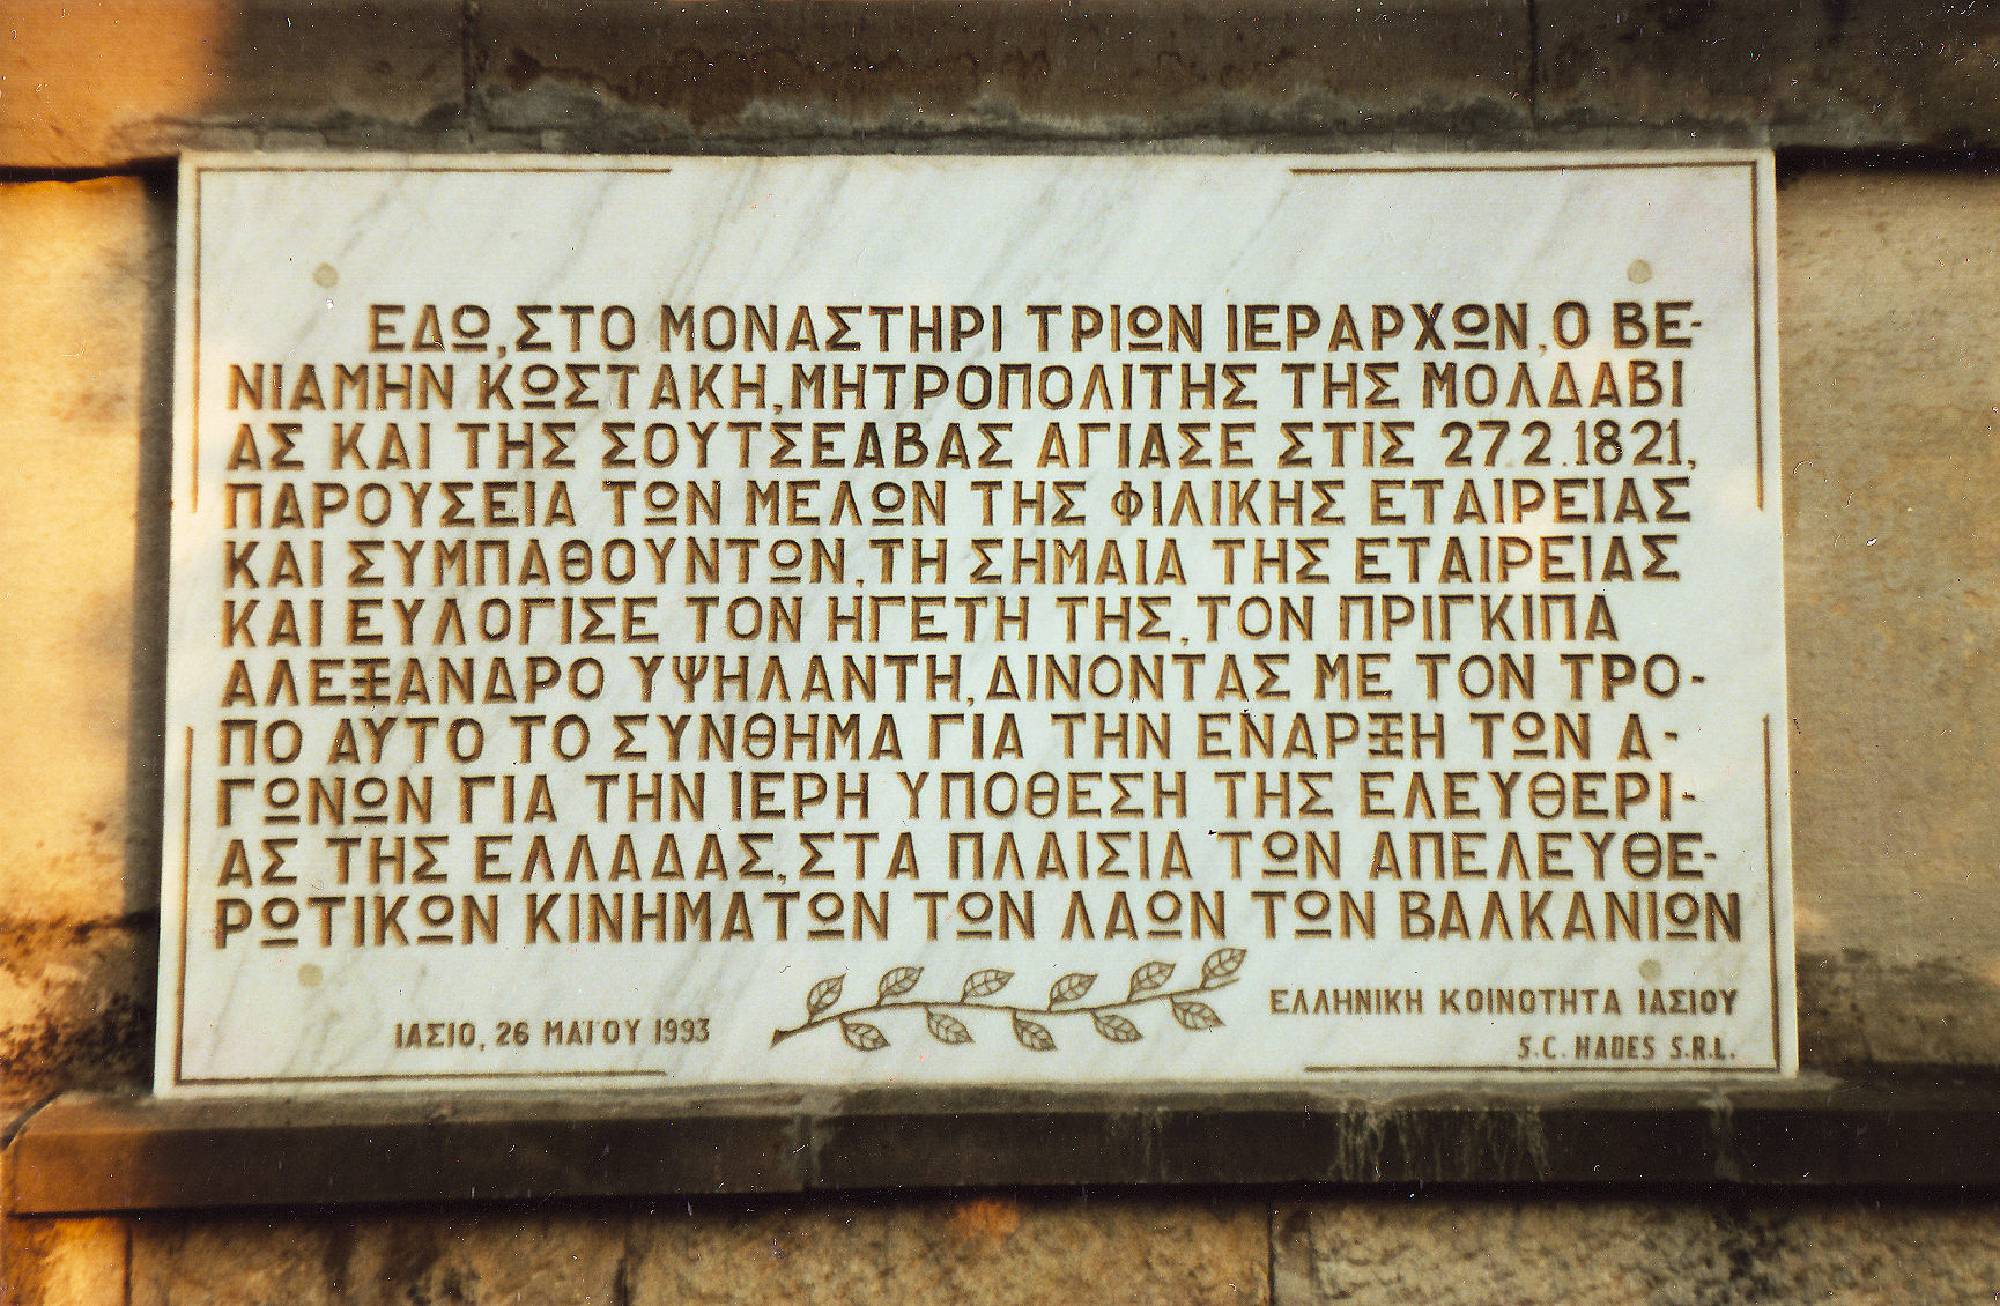 ΕΔΩ, ΣΤΟ ΜΟΝΑΣΤΗΡΙ ΤΡΙΩΝ ΙΕΡΑΡΧΩΝ, Ο ΒΕ-
ΝΙΑΜΗΝ ΚΩΣΤΑΚΗ, ΜΗΤΡΟΠΟΛΙΤΗΣ ΤΗΣ ΜΟΛΔΑΒΙ
ΑΣ ΚΑΙ ΤΗΣ ΣΟΥΤΣΕΑΒΑΣ ΑΓΙΑΣΕ ΣΤΙΣ 27.2.1821,
ΠΑΡΟΥΣΕΙΑ ΤΩΝ ΜΕΛΩΝ ΤΗΣ ΦΙΛΙΚΗΣ ΕΤΑΙΡΕΙΑΣ
ΚΑΙ ΣΥΜΠΑΘΟΥΝΤΩΝ, ΤΗ ΣΗΜΑΙΑ ΤΗΣ ΕΤΑΙΡΕΙΑΣ
ΚΑΙ ΕΥΛΟΓΙΣΕ ΤΟΝ ΗΓΕΤΗ ΤΗΣ, ΤΟΝ ΠΡΙΓΚΙΠΑ
ΑΛΕΞΑΝΔΡΟ ΥΨΗΛΑΝΤΗ, ΔΙΝΟΝΤΑΣ ΜΕ ΤΟΝ ΤΡΟ-
ΠΟ ΑΥΤΟ ΤΟ ΣΥΝΘΗΜΑ ΓΙΑ ΤΗΝ ΕΝΑΡΞΗ ΤΩΝ Α-
ΓΩΝΩΝ ΓΙΑ ΤΗΝ ΙΕΡΗ ΥΠΟΘΕΣΗ ΤΗΣ ΕΛΕΥΘΕΡΙ-
ΑΣ ΤΗΣ ΕΛΛΑΔΑΣ, ΣΤΑ ΠΛΑΙΣΙΑ ΤΩΝ ΑΠΕΛΕΥΘΕ-
ΡΩΤΙΚΩΝ ΚΙΝΗΜΑΤΩΝ ΤΩΝ ΛΑΩΝ ΤΩΝ ΒΑΛΚΑΝΙΩΝ
ΙΑΣΙΟ, 26 ΜΑΪΟΥ 1993
ΕΛΛΗΝΙΚΗ ΚΟΙΝΟΤΗΤΑ ΙΑΣΙΟΥ
S.C. HADES S.R.L.